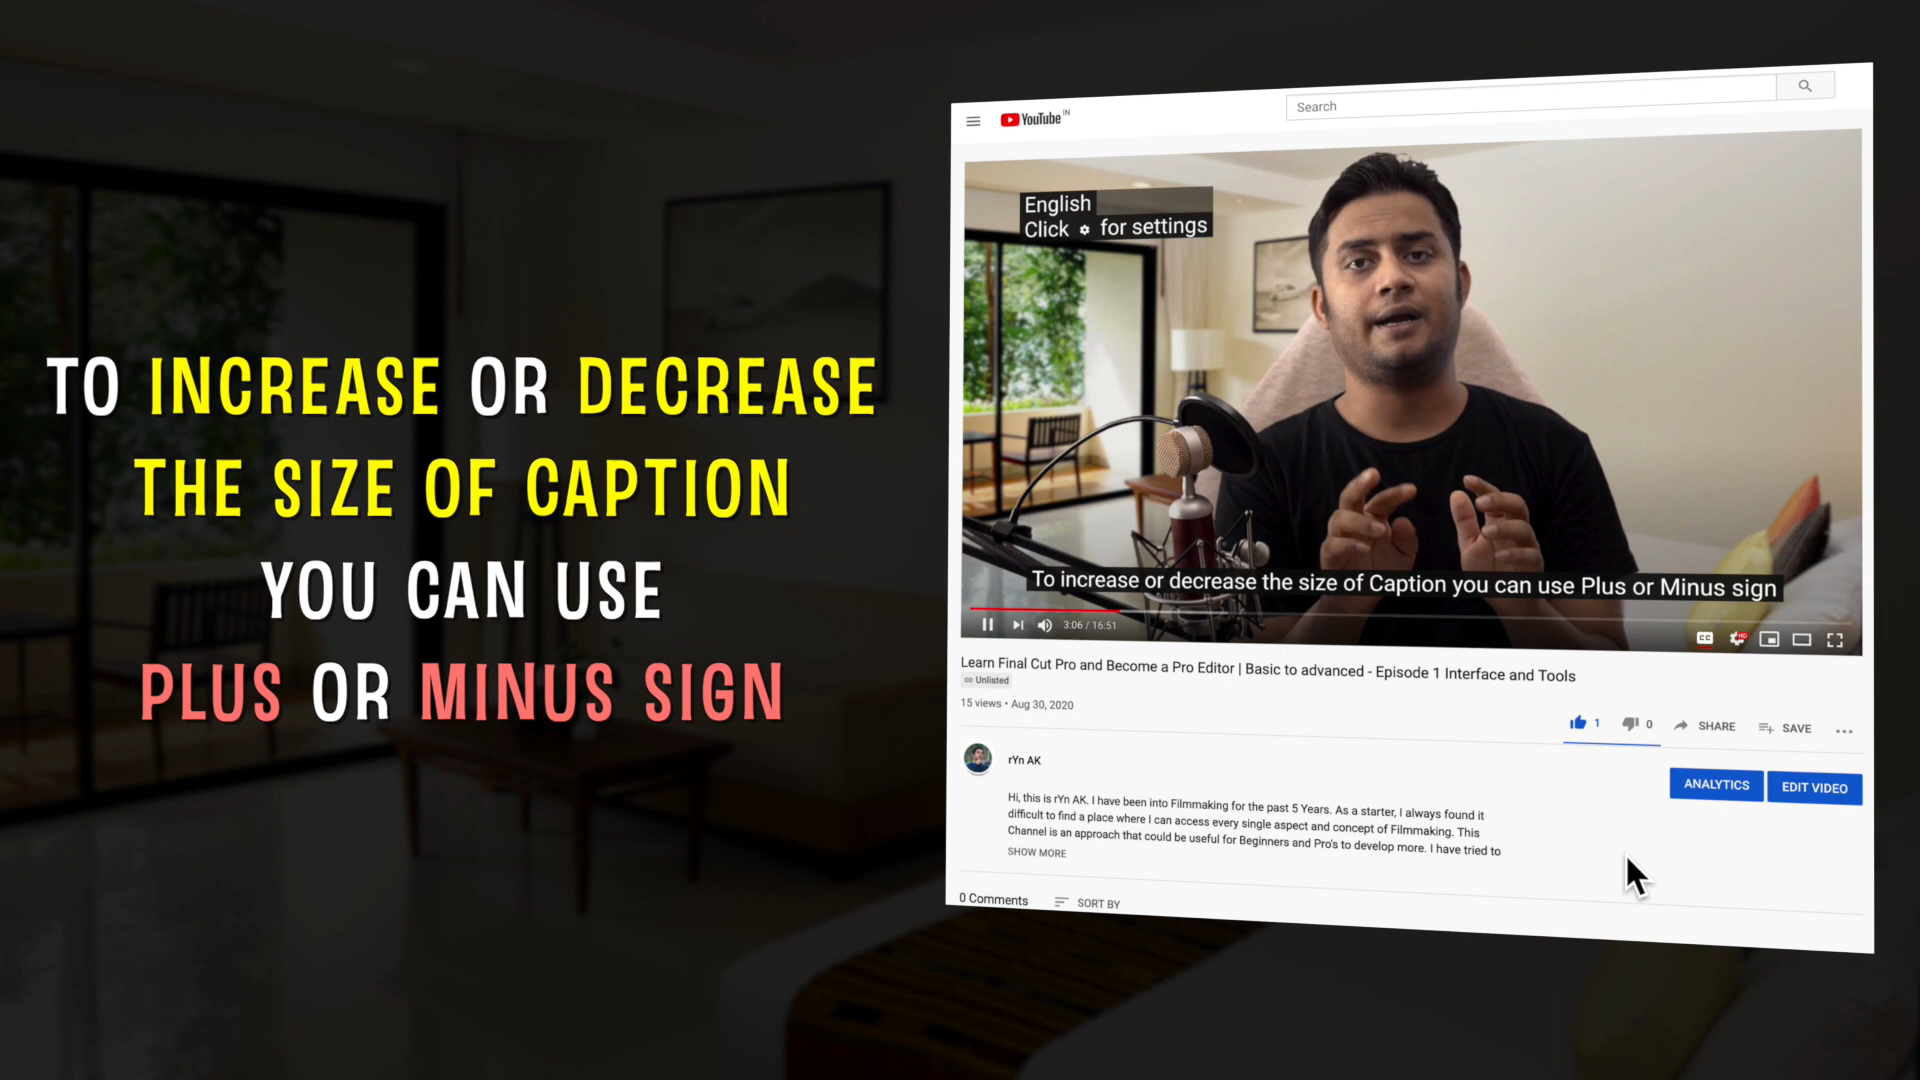 TO INCREASE OR DECREASE
THE SIZE OF CAPTION
YOU CAN USE
PLUS OR MINUS SIGN
YouTube IN
Search
English
Click for settings
To increase or decrease the size of Caption you can use Plus or Minus sign
3:06 / 16:51
CC
HD
Learn Final Cut Pro and Become a Pro Editor | Basic to advanced - Episode 1 Interface and Tools
Unlisted
15 views • Aug 30, 2020
1 0 SHARE SAVE
rYn AK
ANALYTICS EDIT VIDEO
Hi, this is rYn AK. I have been into Filmmaking for the past 5 Years. As a starter, I always found it
difficult to find a place where I can access every single aspect and concept of Filmmaking. This
Channel is an approach that could be useful for Beginners and Pro's to develop more. I have tried to
SHOW MORE
0 Comments SORT BY